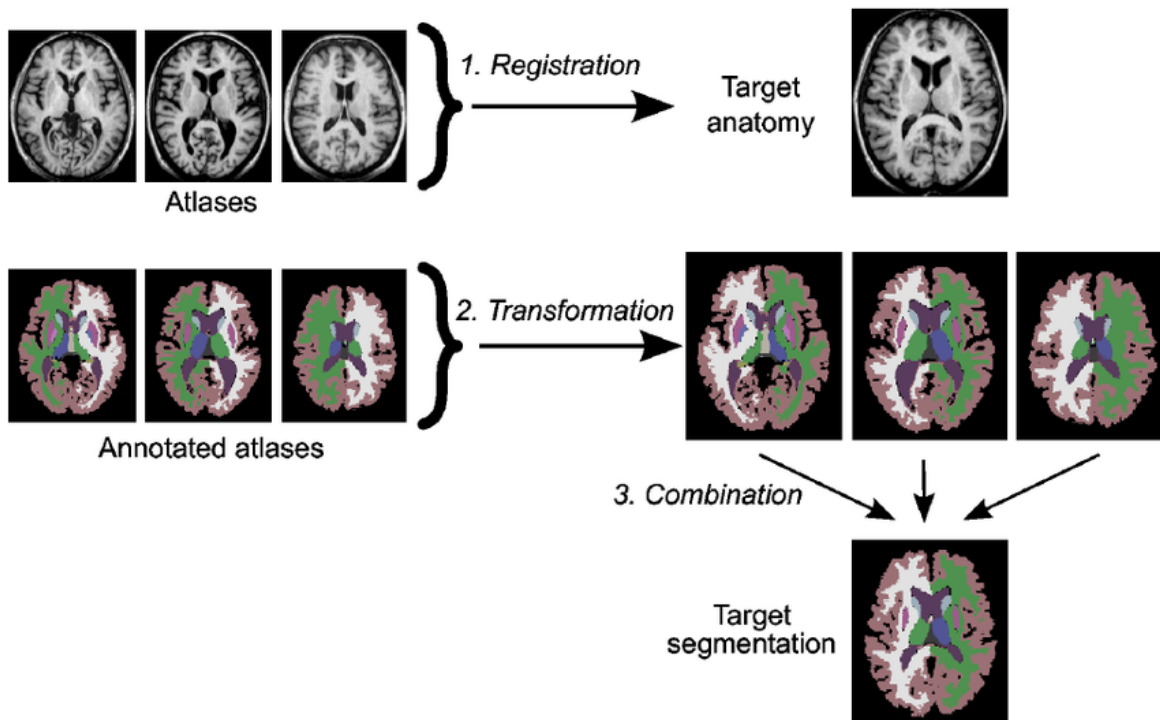 1. Registration
Target
anatomy
Atlases
2. Transformation
Annotated atlases
3. Combination
Target
segmentation